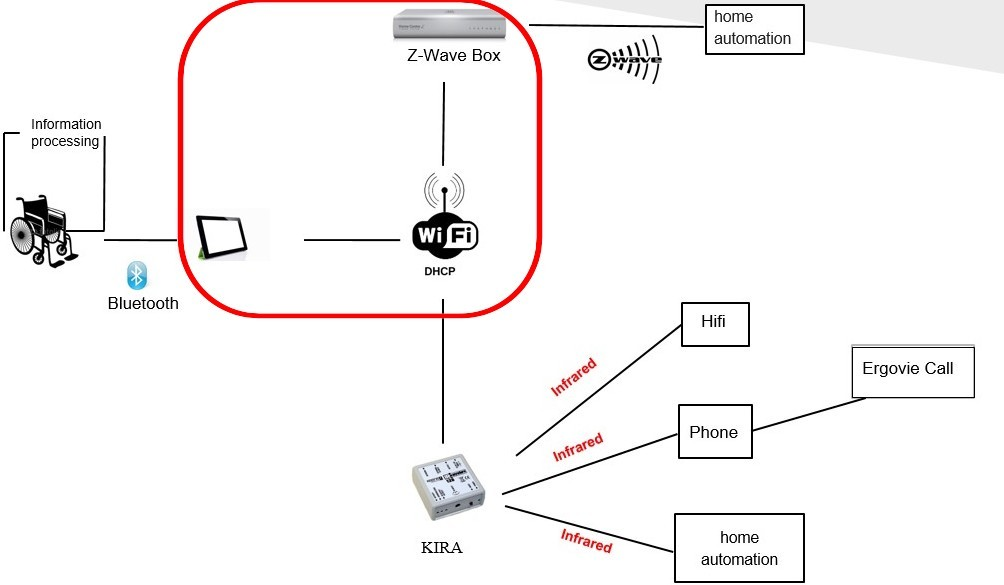 home
automation
Z-Wave Box
Z wave
Information
processing
Wi Fi
DHCP
Bluetooth
Hifi
Infrared
Ergovie Call
Infrared
Phone
Infrared
home
automation
KIRA